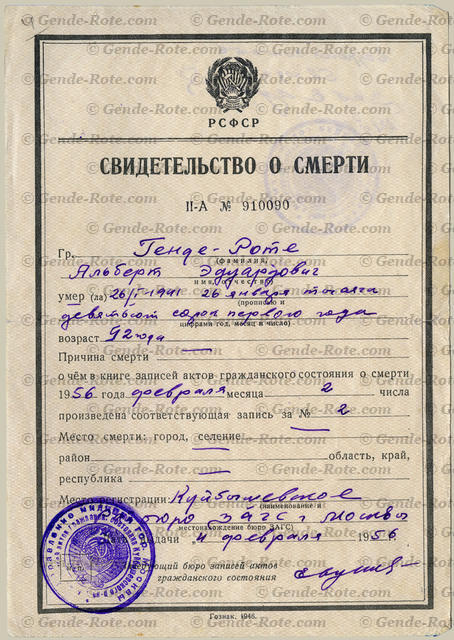 © Gende-Rote.com
РСФСР
СВИДЕТЕЛЬСТВО О СМЕРТИ
II-А № 910090
Гр. Генде-Роте
(фамилия,
Альберт Эдуардович
имя, отчество)
умер (ла) 26/I-1941 26 января тысяча
(прописью и
девятьсот сорок первого года
цифрами год, месяц и число)
возраст 92 года
Причина смерти —
о чём в книге записей актов гражданского состояния о смерти
1956 года февраля месяца 2 числа
произведена соответствующая запись за № 2
Место смерти: город, селение —
район — область, край,
республика —
Место регистрации: Куйбышевское
(наименование и
бюро ЗАГС г. Москвы
местонахождение бюро ЗАГС)
Дата выдачи 4 февраля 1956
Заведующий бюро записей актов
гражданского состояния
Гознак. 1946.